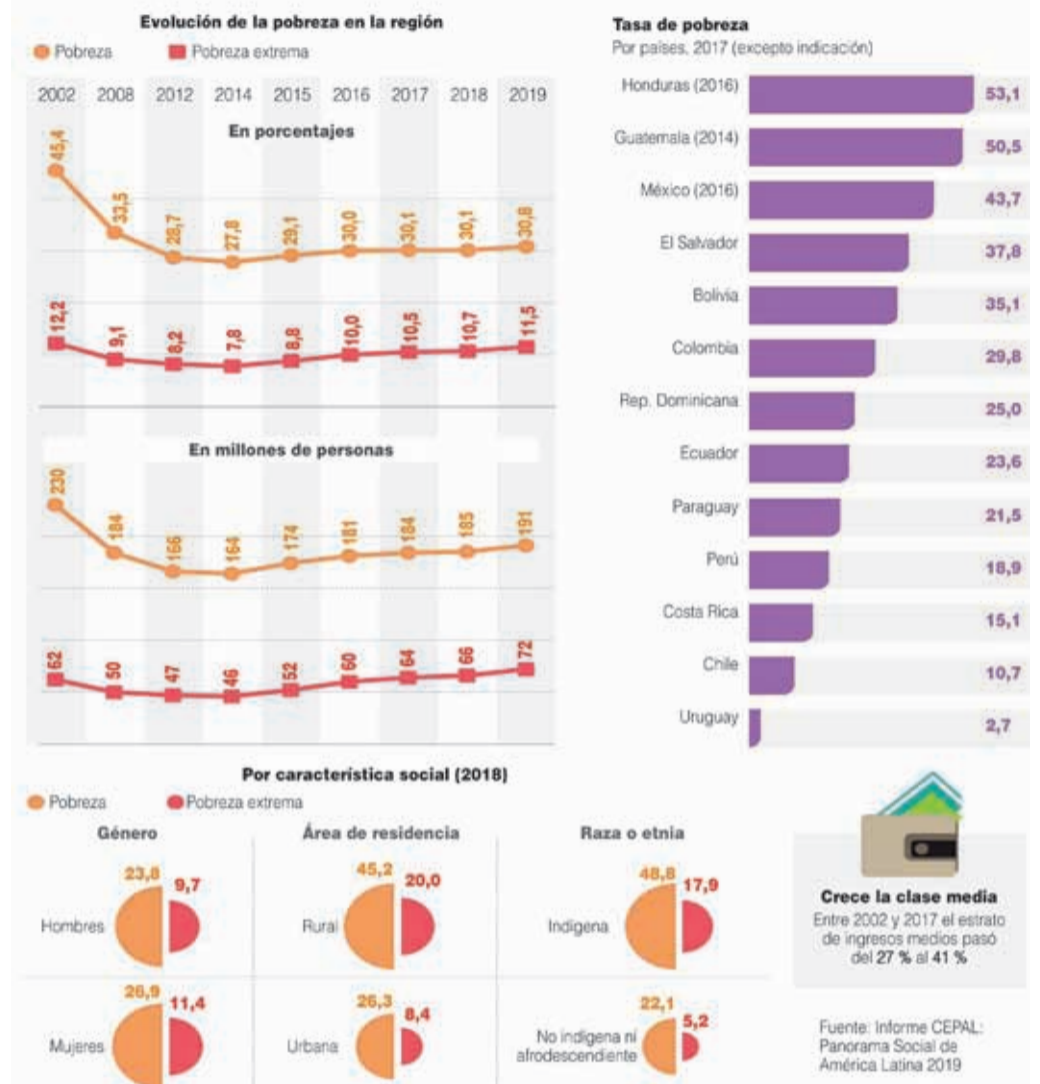 Evolución de la pobreza en la región
Pobreza
Pobreza extrema
2002 2008 2012 2014 2015 2016 2017 2018 2019
En porcentajes
45,4 33,5 28,7 27,8 29,1 30,0 30,1 30,1 30,8
12,2 9,1 8,2 7,8 8,8 10,0 10,5 10,7 11,5
En millones de personas
230 184 166 164 174 181 184 185 191
62 50 47 46 52 60 64 66 72
Tasa de pobreza
Por países, 2017 (excepto indicación)
Honduras (2016) 53,1
Guatemala (2014) 50,5
México (2016) 43,7
El Salvador 37,8
Bolivia 35,1
Colombia 29,8
Rep. Dominicana 25,0
Ecuador 23,6
Paraguay 21,5
Perú 18,9
Costa Rica 15,1
Chile 10,7
Uruguay 2,7
Por característica social (2018)
Pobreza
Pobreza extrema
Género
Hombres 23,8 9,7
Mujeres 26,9 11,4
Área de residencia
Rural 45,2 20,0
Urbana 26,3 8,4
Raza o etnia
Indígena 48,8 17,9
No indígena ni
afrodescendiente
22,1 5,2
Crece la clase media
Entre 2002 y 2017 el estrato
de ingresos medios pasó
del 27 % al 41 %
Fuente: Informe CEPAL:
Panorama Social de
América Latina 2019